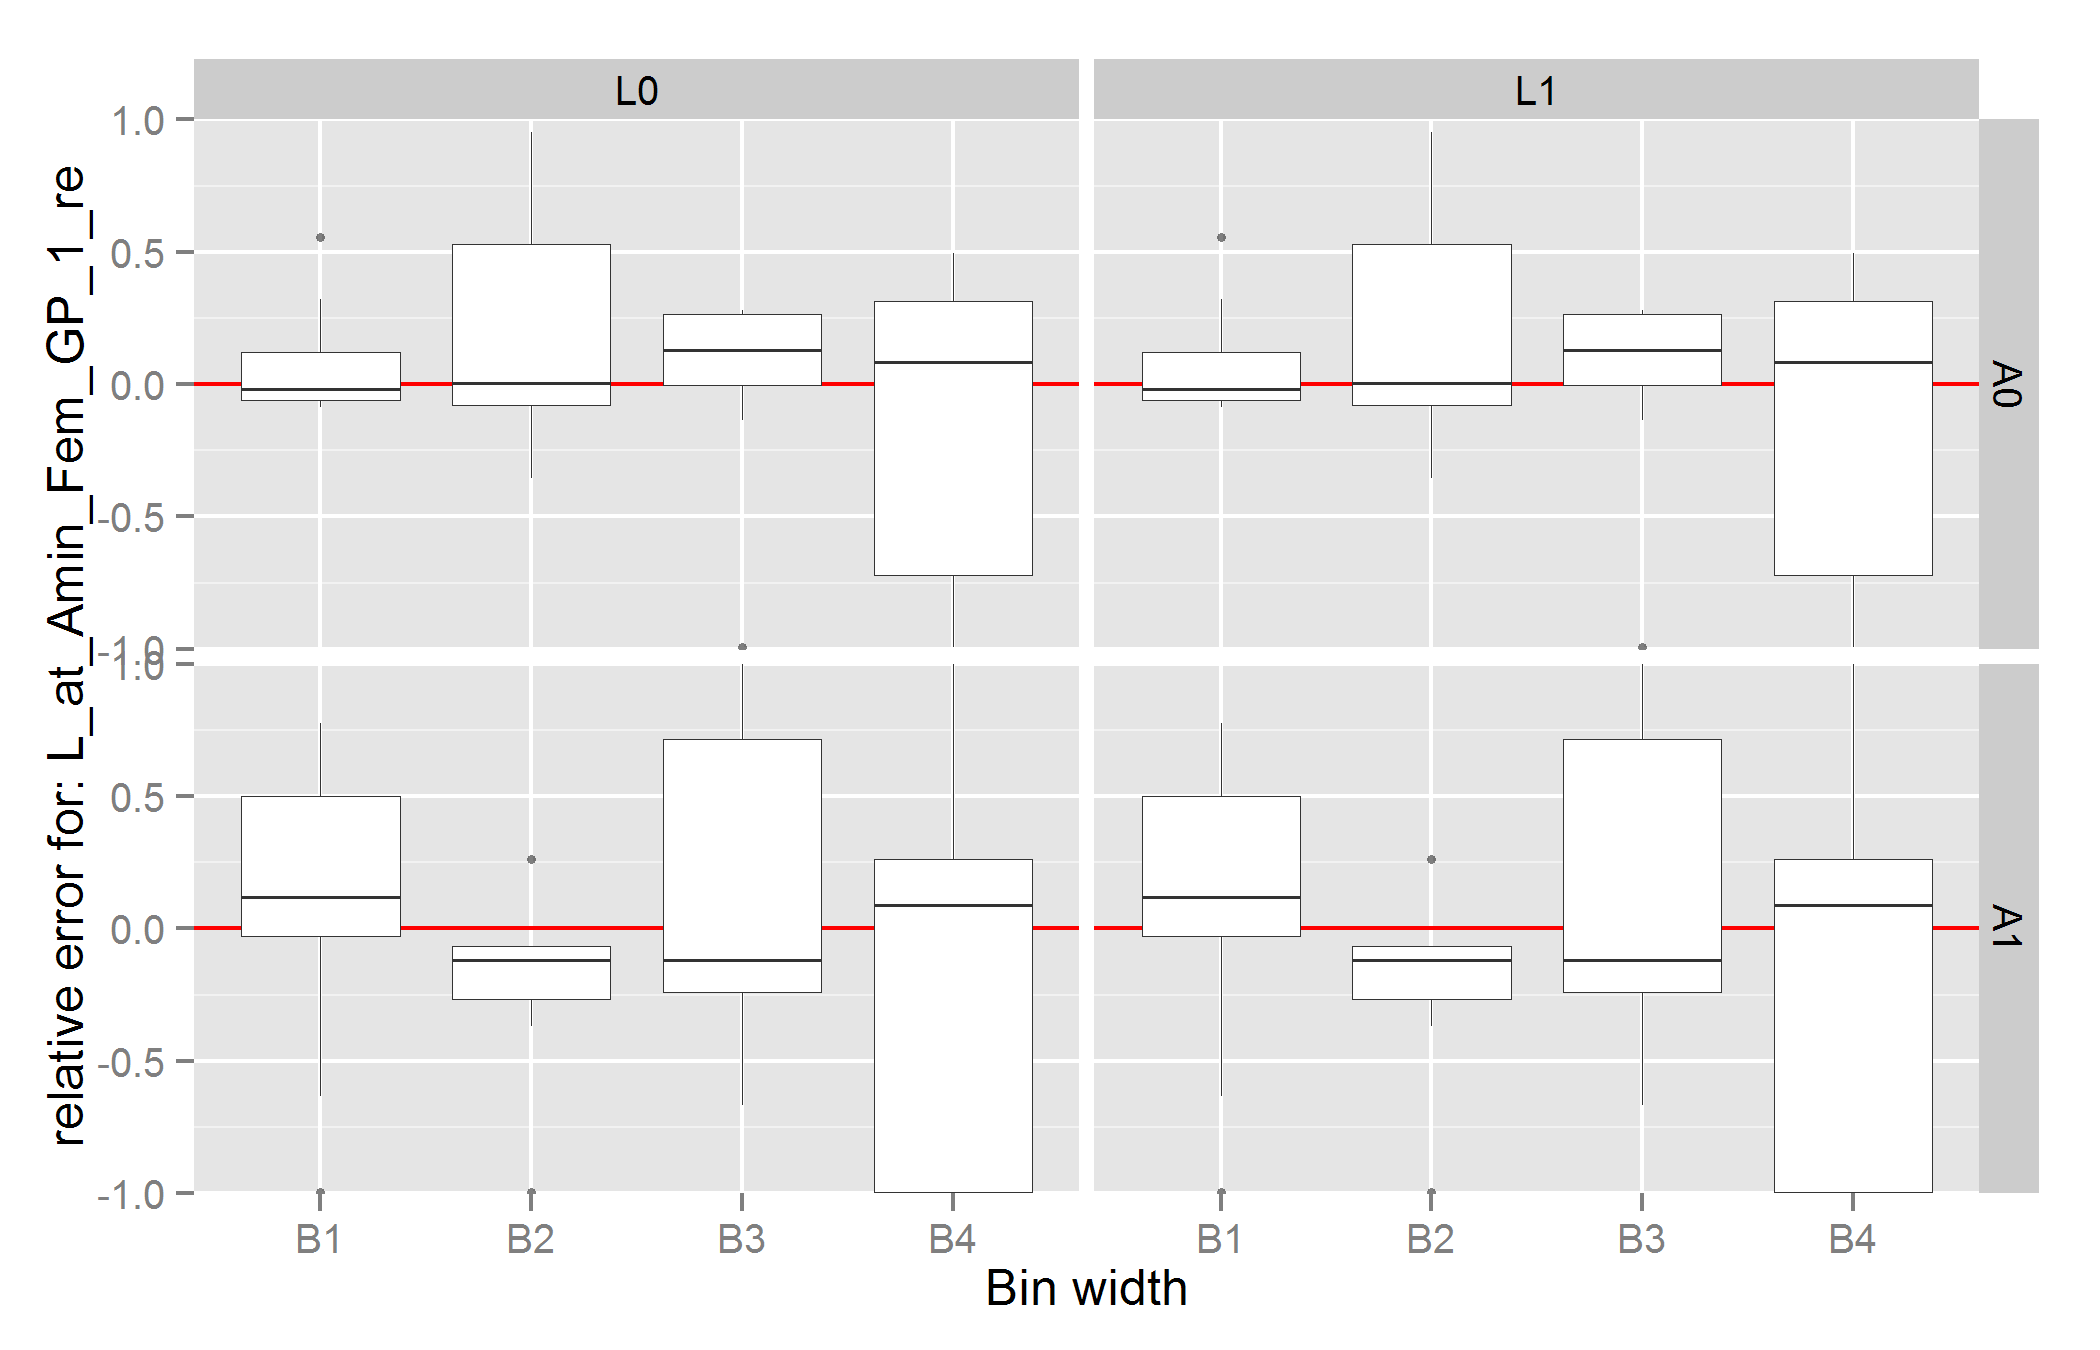 L0
L1
1.0
0.5
0.0
-0.5
-1.0
A0
1.0
0.5
0.0
-0.5
-1.0
A1
relative error for: L_at_Amin_Fem_GP_1_re
B1
B2
B3
B4
B1
B2
B3
B4
Bin width